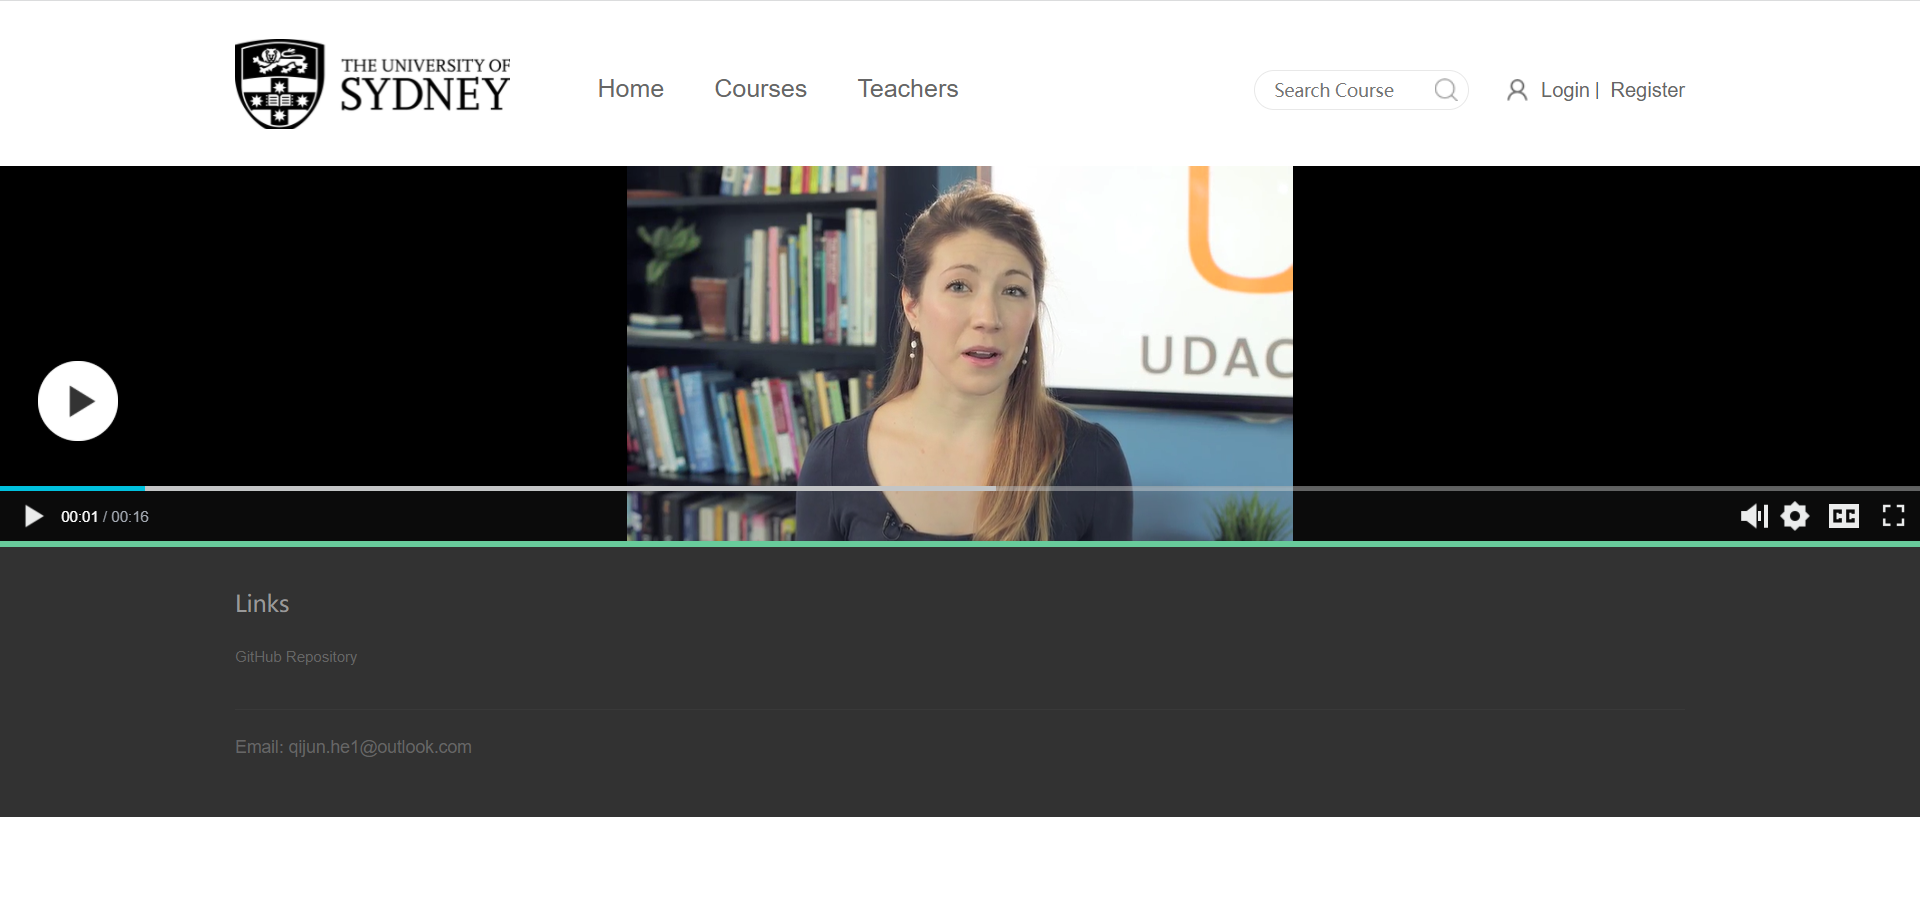 THE UNIVERSITY OF
SYDNEY
Home
Courses
Teachers
Search Course
Login | Register
U
UDAC
00:01 / 00:16
CC
Links
GitHub Repository
Email: qijun.he1@outlook.com